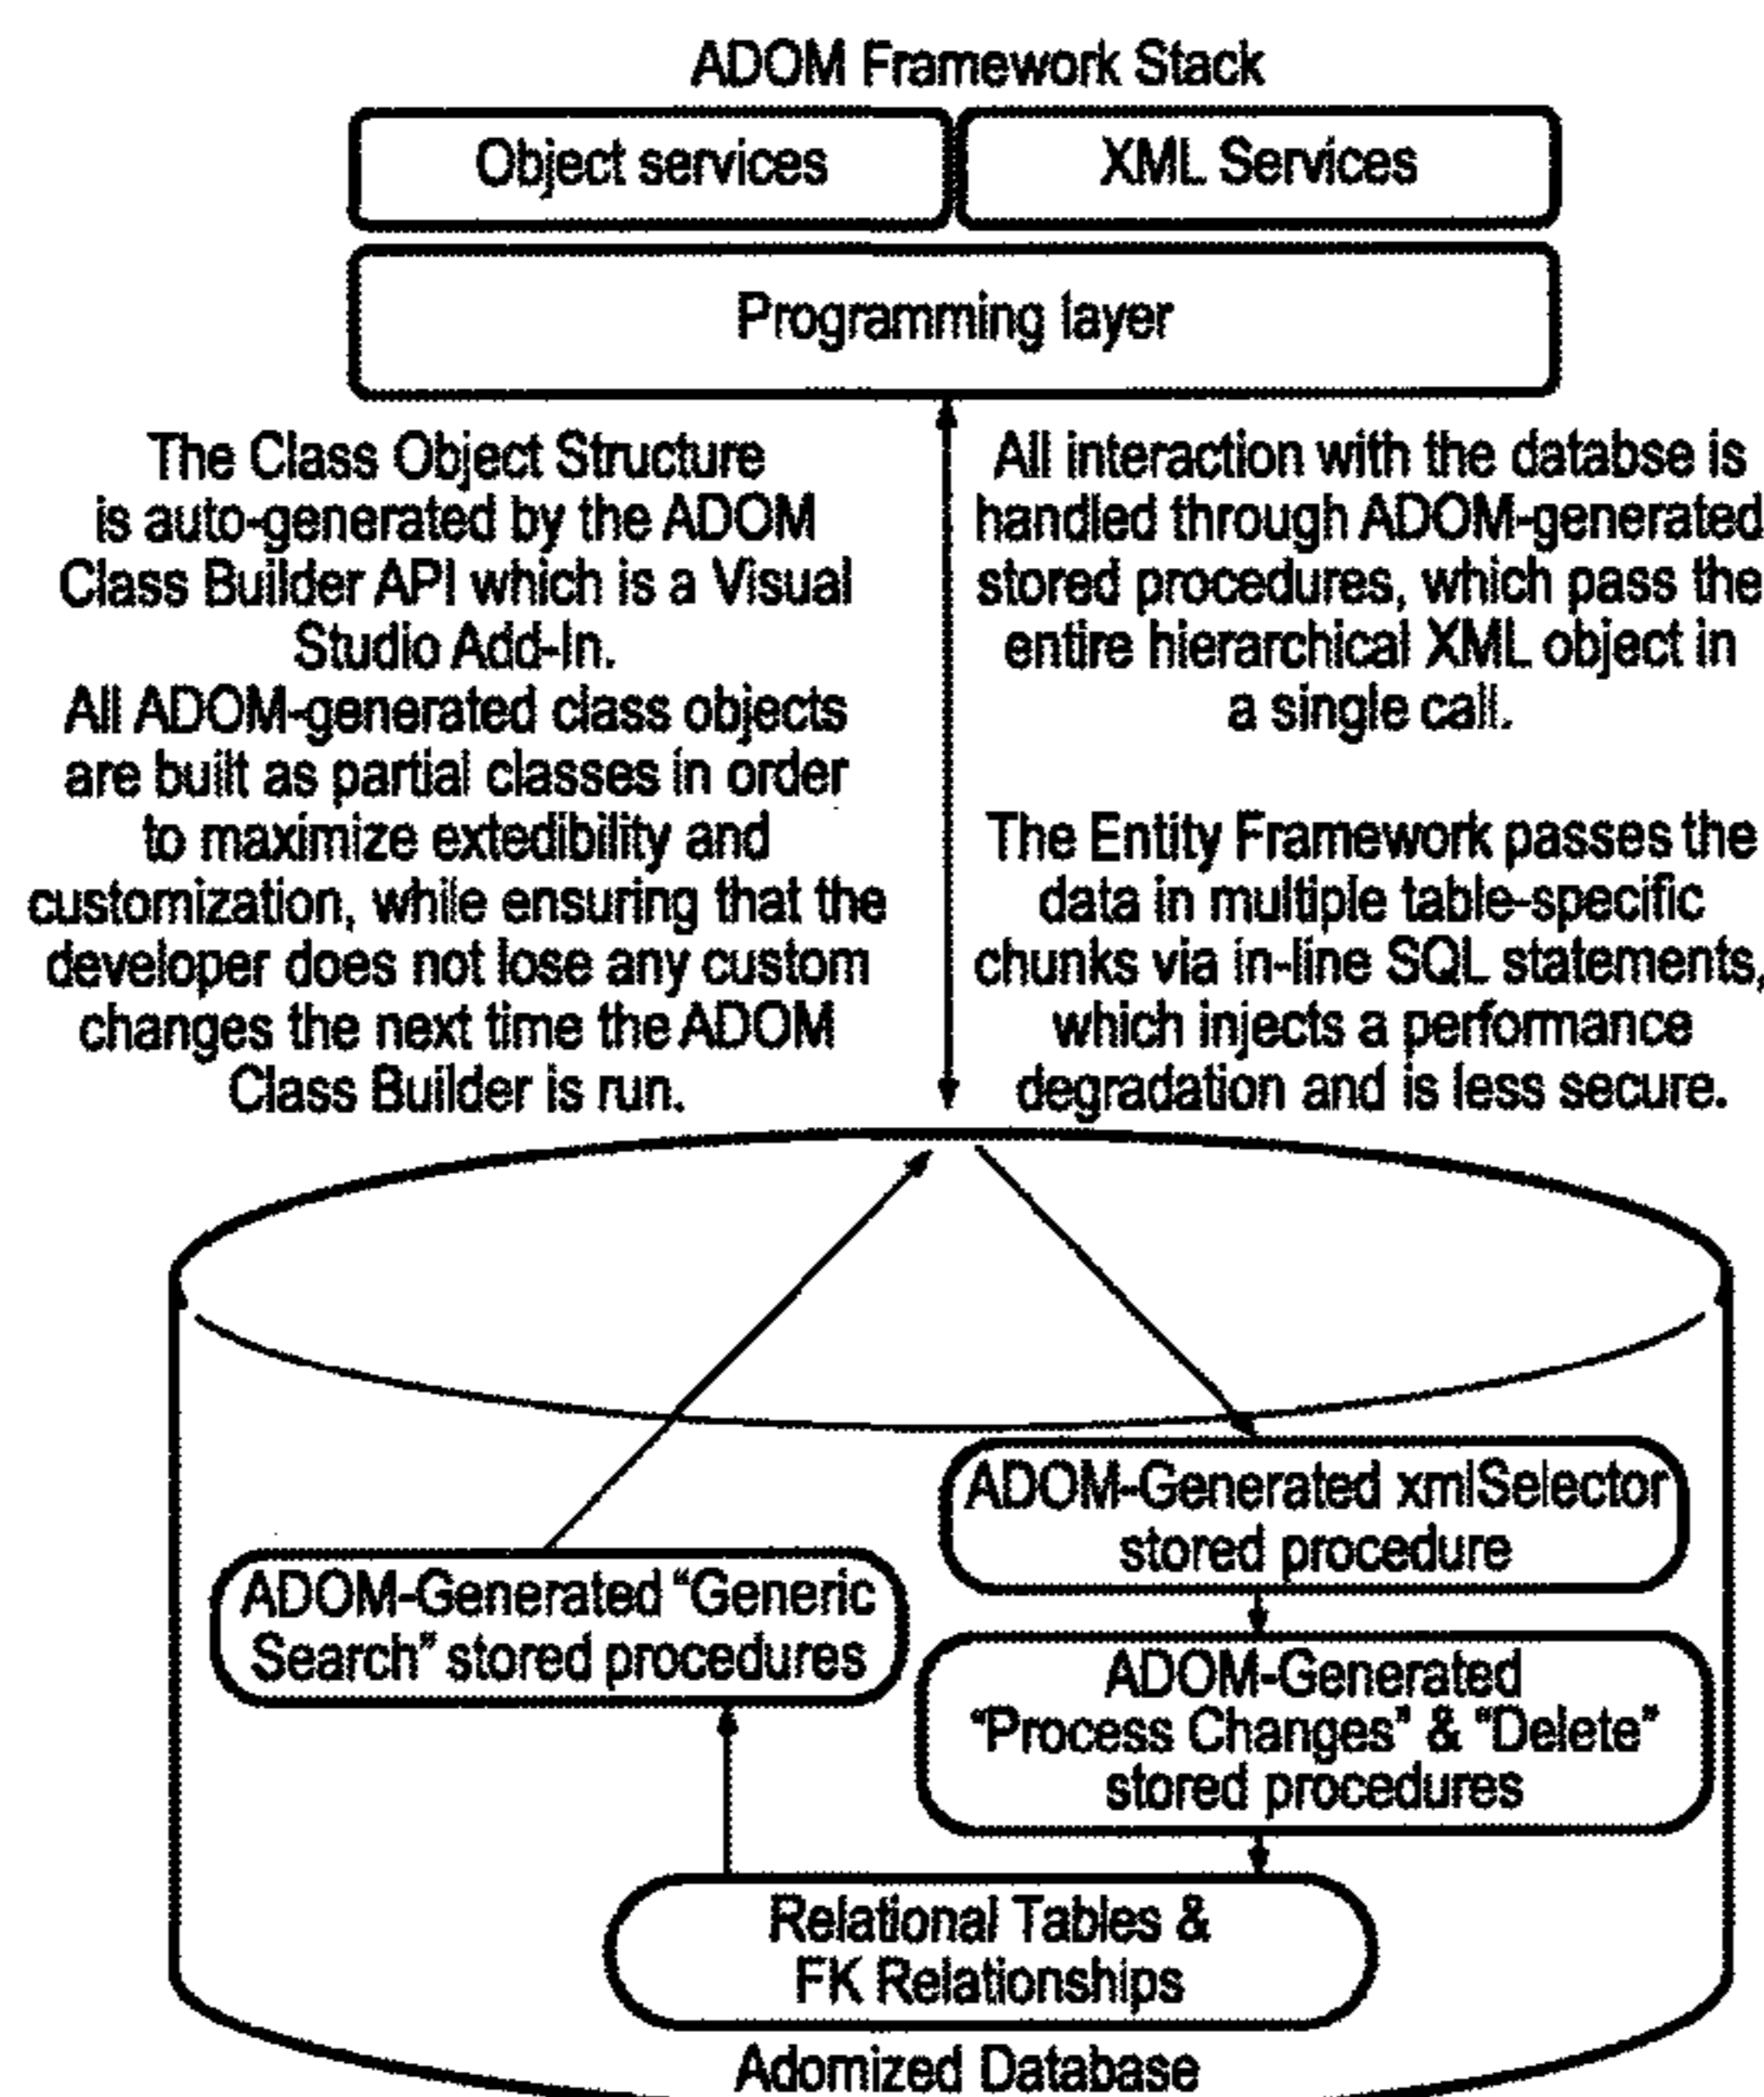 ADOM Framework Stack
Object services
XML Services
Programming layer
The Class Object Structure
is auto-generated by the ADOM
Class Builder API which is a Visual
Studio Add-In.
All ADOM-generated class objects
are built as partial classes in order
to maximize extedibility and
customization, while ensuring that the
developer does not lose any custom
changes the next time the ADOM
Class Builder is run.
All interaction with the databse is
handled through ADOM-generated
stored procedures, which pass the
entire hierarchical XML object in
a single call.
The Entity Framework passes the
data in multiple table-specific
chunks via in-line SQL statements,
which injects a performance
degradation and is less secure.
ADOM-Generated xmlSelector
stored procedure
ADOM-Generated "Generic
Search" stored procedures
ADOM-Generated
"Process Changes" & "Delete"
stored procedures
Relational Tables &
FK Relationships
Adomized Database